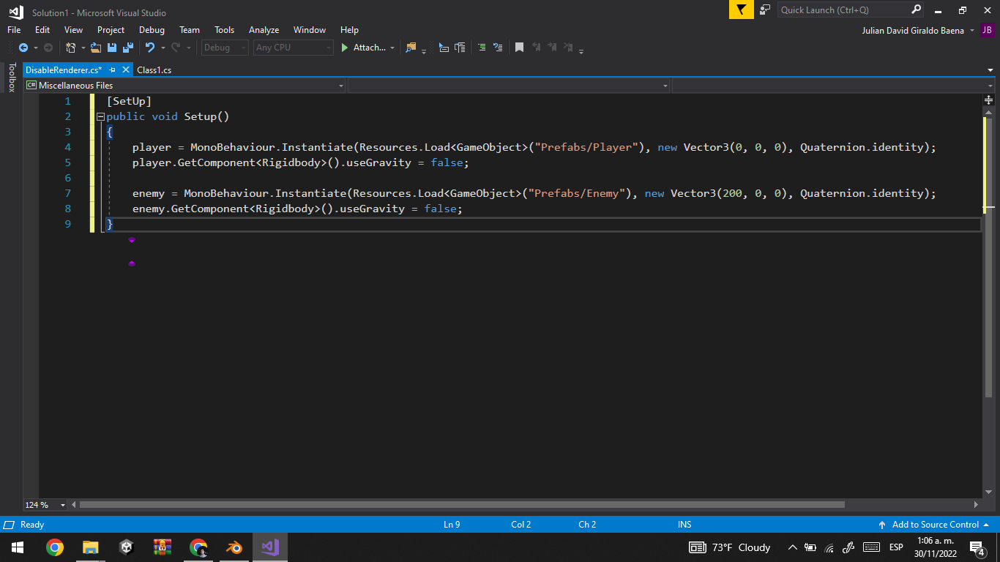 Solution1 - Microsoft Visual Studio
Quick Launch (Ctrl+Q)
File Edit View Project Debug Team Tools Analyze Window Help
Julian David Giraldo Baena JB
Debug Any CPU Attach...
Toolbox
DisableRenderer.cs* Class1.cs
C# Miscellaneous Files
1 [SetUp]
2 public void Setup()
3 {
4 player = MonoBehaviour.Instantiate(Resources.Load<GameObject>("Prefabs/Player"), new Vector3(0, 0, 0), Quaternion.identity);
5 player.GetComponent<Rigidbody>().useGravity = false;
6
7 enemy = MonoBehaviour.Instantiate(Resources.Load<GameObject>("Prefabs/Enemy"), new Vector3(200, 0, 0), Quaternion.identity);
8 enemy.GetComponent<Rigidbody>().useGravity = false;
9 }
124 %
Ready Ln 9 Col 2 Ch 2 INS Add to Source Control
73°F Cloudy ESP 1:06 a. m.
30/11/2022 4